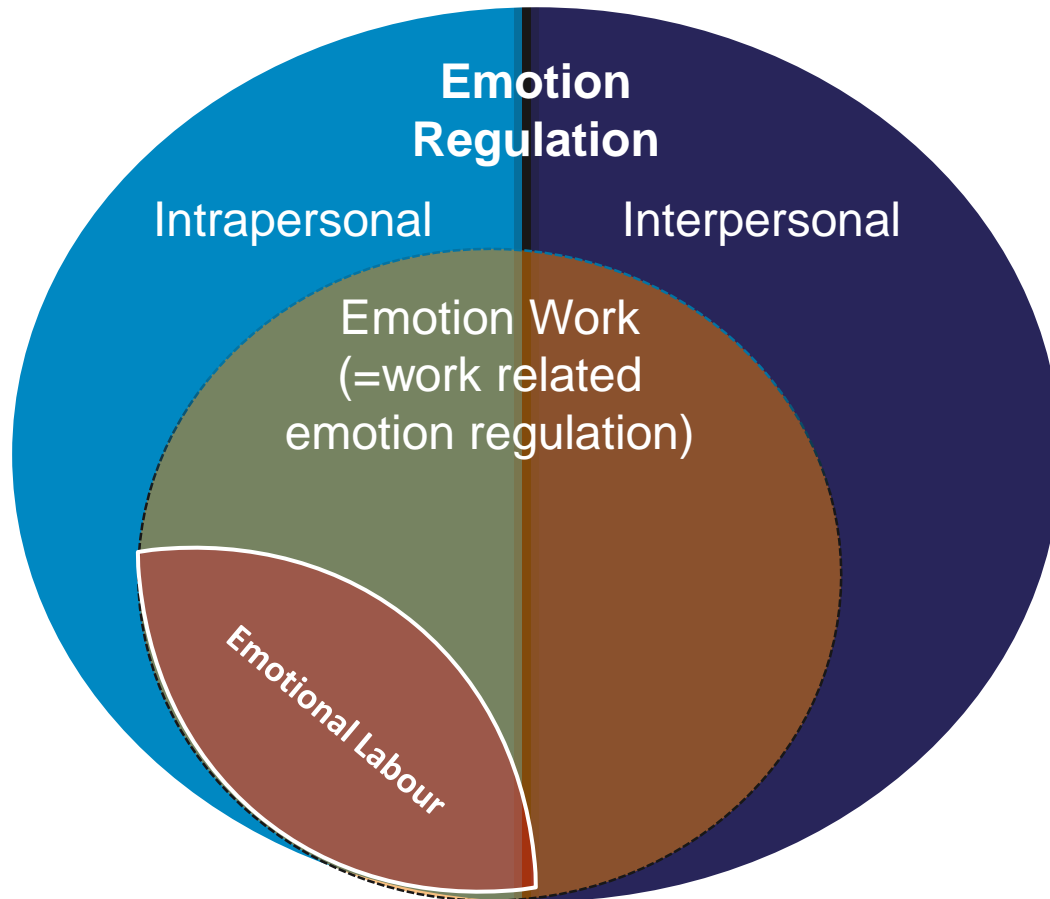 Emotion
Regulation
Intrapersonal
Interpersonal
Emotion Work
(=work related
emotion regulation)
Emotional Labour